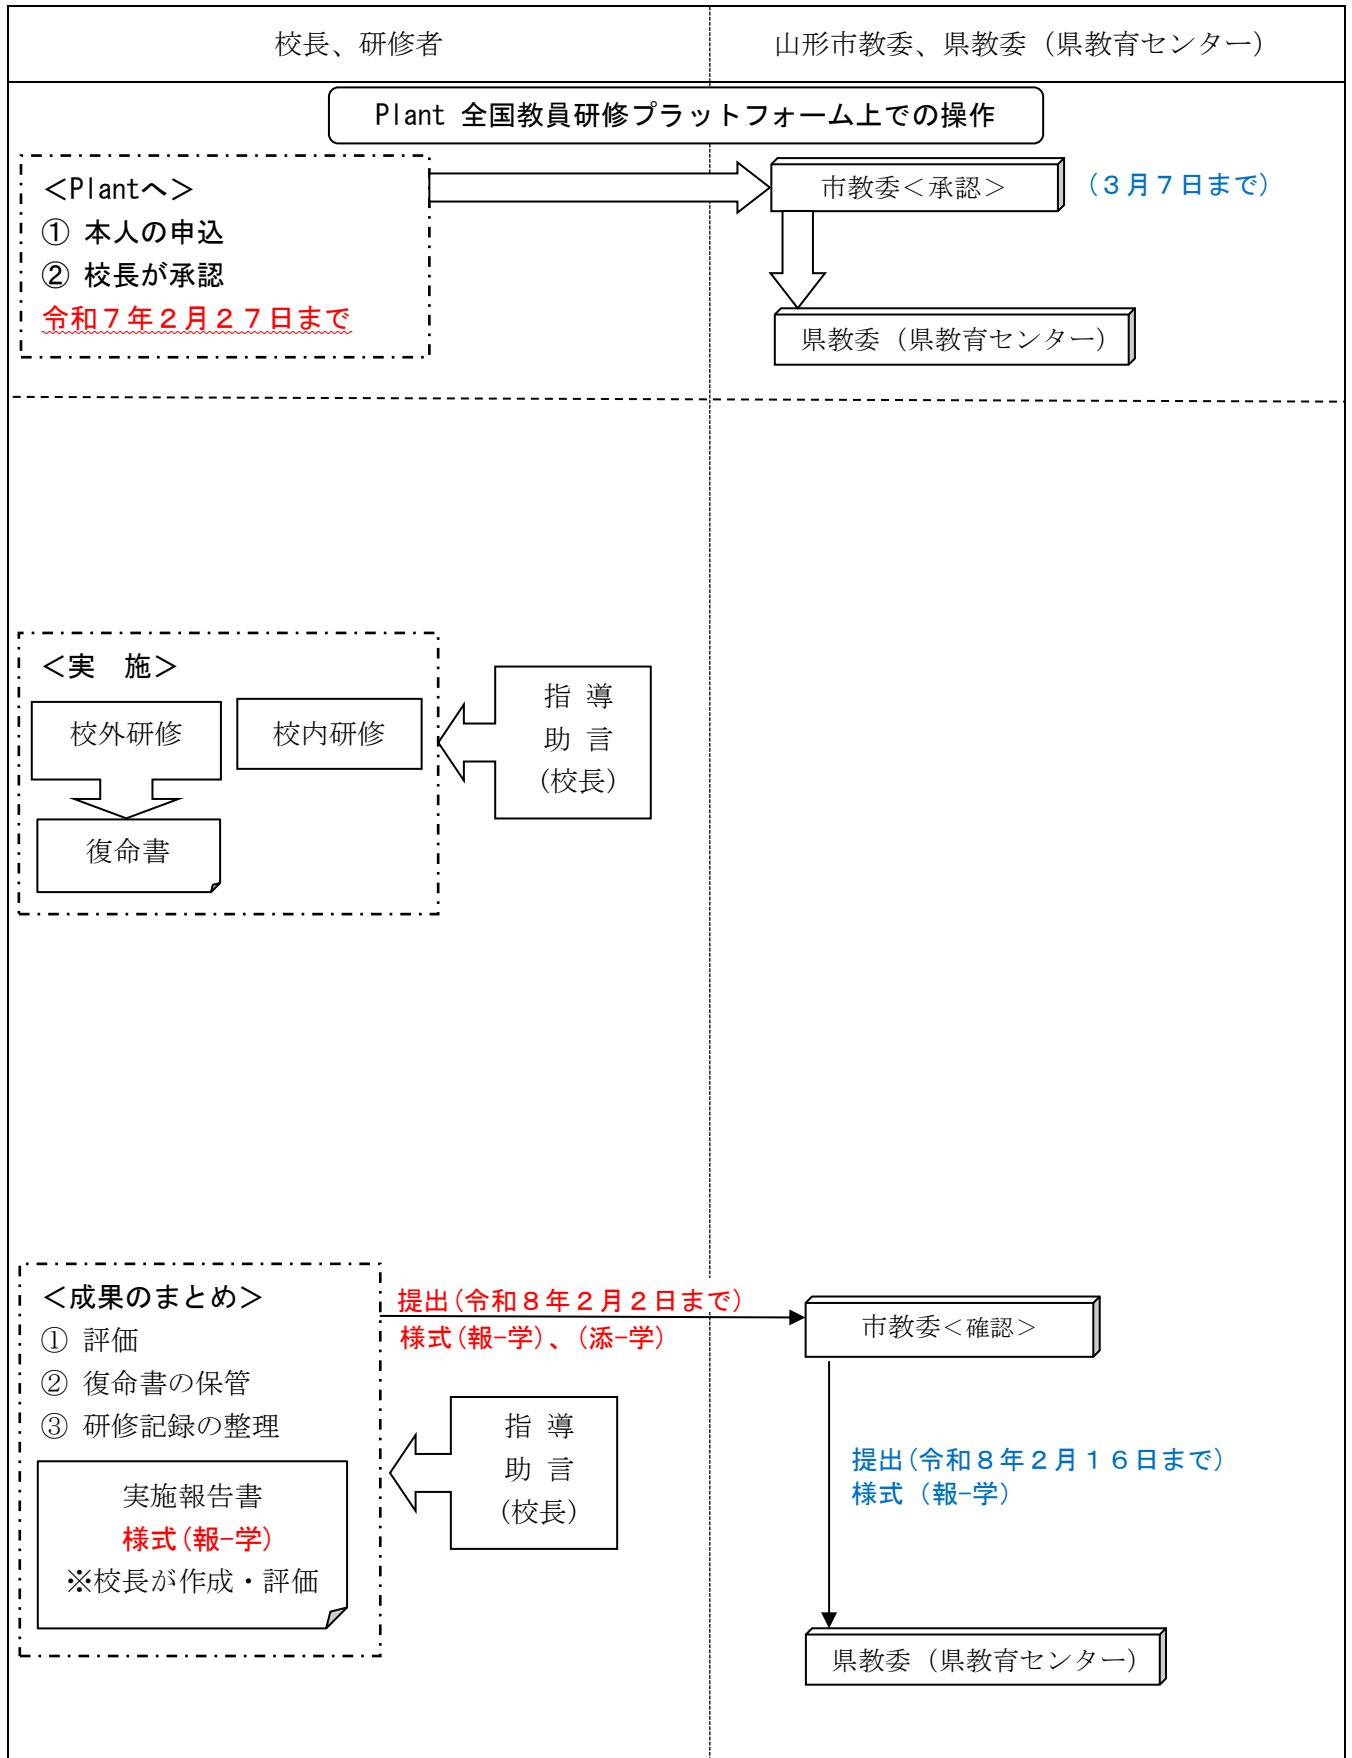 校長、研修者
山形市教委、県教委（県教育センター）
Plant 全国教員研修プラットフォーム上での操作
＜Plantへ＞
① 本人の申込
② 校長が承認
令和７年２月２７日まで
市教委＜承認＞
（３月７日まで）
県教委（県教育センター）
＜実　施＞
校外研修
校内研修
復命書
指 導
助 言
(校長)
＜成果のまとめ＞
① 評価
② 復命書の保管
③ 研修記録の整理
実施報告書
様式(報−学)
※校長が作成・評価
提出(令和８年２月２日まで)
様式(報−学)、(添−学)
指 導
助 言
(校長)
市教委＜確認＞
提出(令和８年２月１６日まで)
様式（報−学）
県教委（県教育センター）